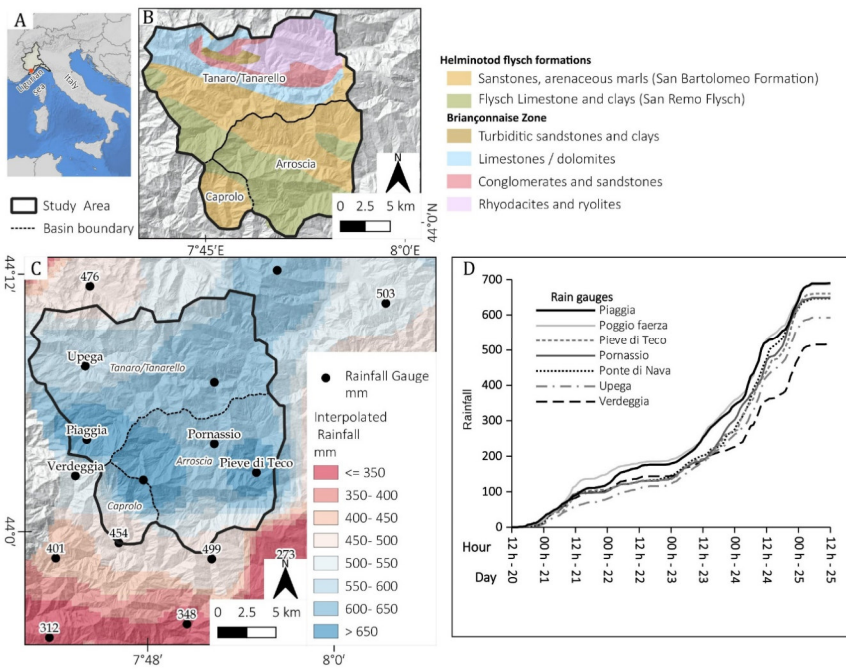 A
Ligurian
Sea
Italy
Study Area
Basin boundary
B
Tanaro/Tanarello
Arroscia
Caprolo
N
0 2.5 5 km
7°45'E
8°0'E
44°0'N
Helminotod flysch formations
Sanstones, arenaceous marls (San Bartolomeo Formation)
Flysch Limestone and clays (San Remo Flysch)
Briançonnaise Zone
Turbiditic sandstones and clays
Limestones / dolomites
Conglomerates and sandstones
Rhyodacites and ryolites
C
44°12'
44°0'
476
503
Upega
Tanaro/Tanarello
Piaggia
Pornassio
Verdeggia
Arroscia
Pieve di Teco
Caprolo
454
401
499
273
312
348
7°48'
8°0'
Rainfall Gauge
mm
Interpolated
Rainfall
mm
<= 350
350- 400
400- 450
450- 500
500- 550
550- 600
600- 650
> 650
N
0 2.5 5 km
D
Rain gauges
Piaggia
Poggio faerza
Pieve di Teco
Pornassio
Ponte di Nava
Upega
Verdeggia
Rainfall
700
600
500
400
300
200
100
0
Hour
Day
12 h - 20
00 h - 21
12 h - 21
00 h - 22
12 h - 22
00 h - 23
12 h - 23
00 h - 24
12 h - 24
00 h - 25
12 h - 25